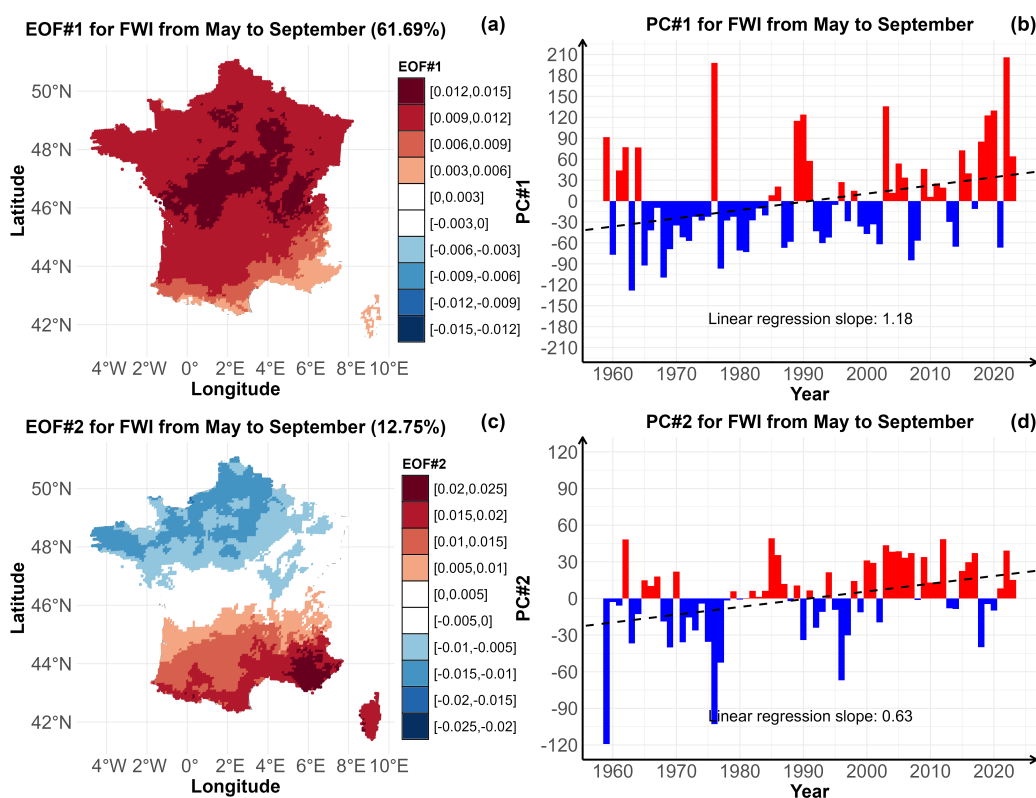 EOF#1 for FWI from May to September (61.69%)
(a)
EOF#1
[0.012,0.015]
[0.009,0.012]
[0.006,0.009]
[0.003,0.006]
[0,0.003]
[-0.003,0]
[-0.006,-0.003]
[-0.009,-0.006]
[-0.012,-0.009]
[-0.015,-0.012]
50°N
48°N
46°N
44°N
42°N
Latitude
4°W 2°W 0° 2°E 4°E 6°E 8°E 10°E
Longitude
PC#1 for FWI from May to September
(b)
210
180
150
120
90
60
30
0
-30
-60
-90
-120
-150
-180
-210
PC#1
Linear regression slope: 1.18
1960 1970 1980 1990 2000 2010 2020
Year
EOF#2 for FWI from May to September (12.75%)
(c)
EOF#2
[0.02,0.025]
[0.015,0.02]
[0.01,0.015]
[0.005,0.01]
[0,0.005]
[-0.005,0]
[-0.01,-0.005]
[-0.015,-0.01]
[-0.02,-0.015]
[-0.025,-0.02]
50°N
48°N
46°N
44°N
42°N
Latitude
4°W 2°W 0° 2°E 4°E 6°E 8°E 10°E
Longitude
PC#2 for FWI from May to September
(d)
120
90
60
30
0
-30
-60
-90
-120
PC#2
Linear regression slope: 0.63
1960 1970 1980 1990 2000 2010 2020
Year